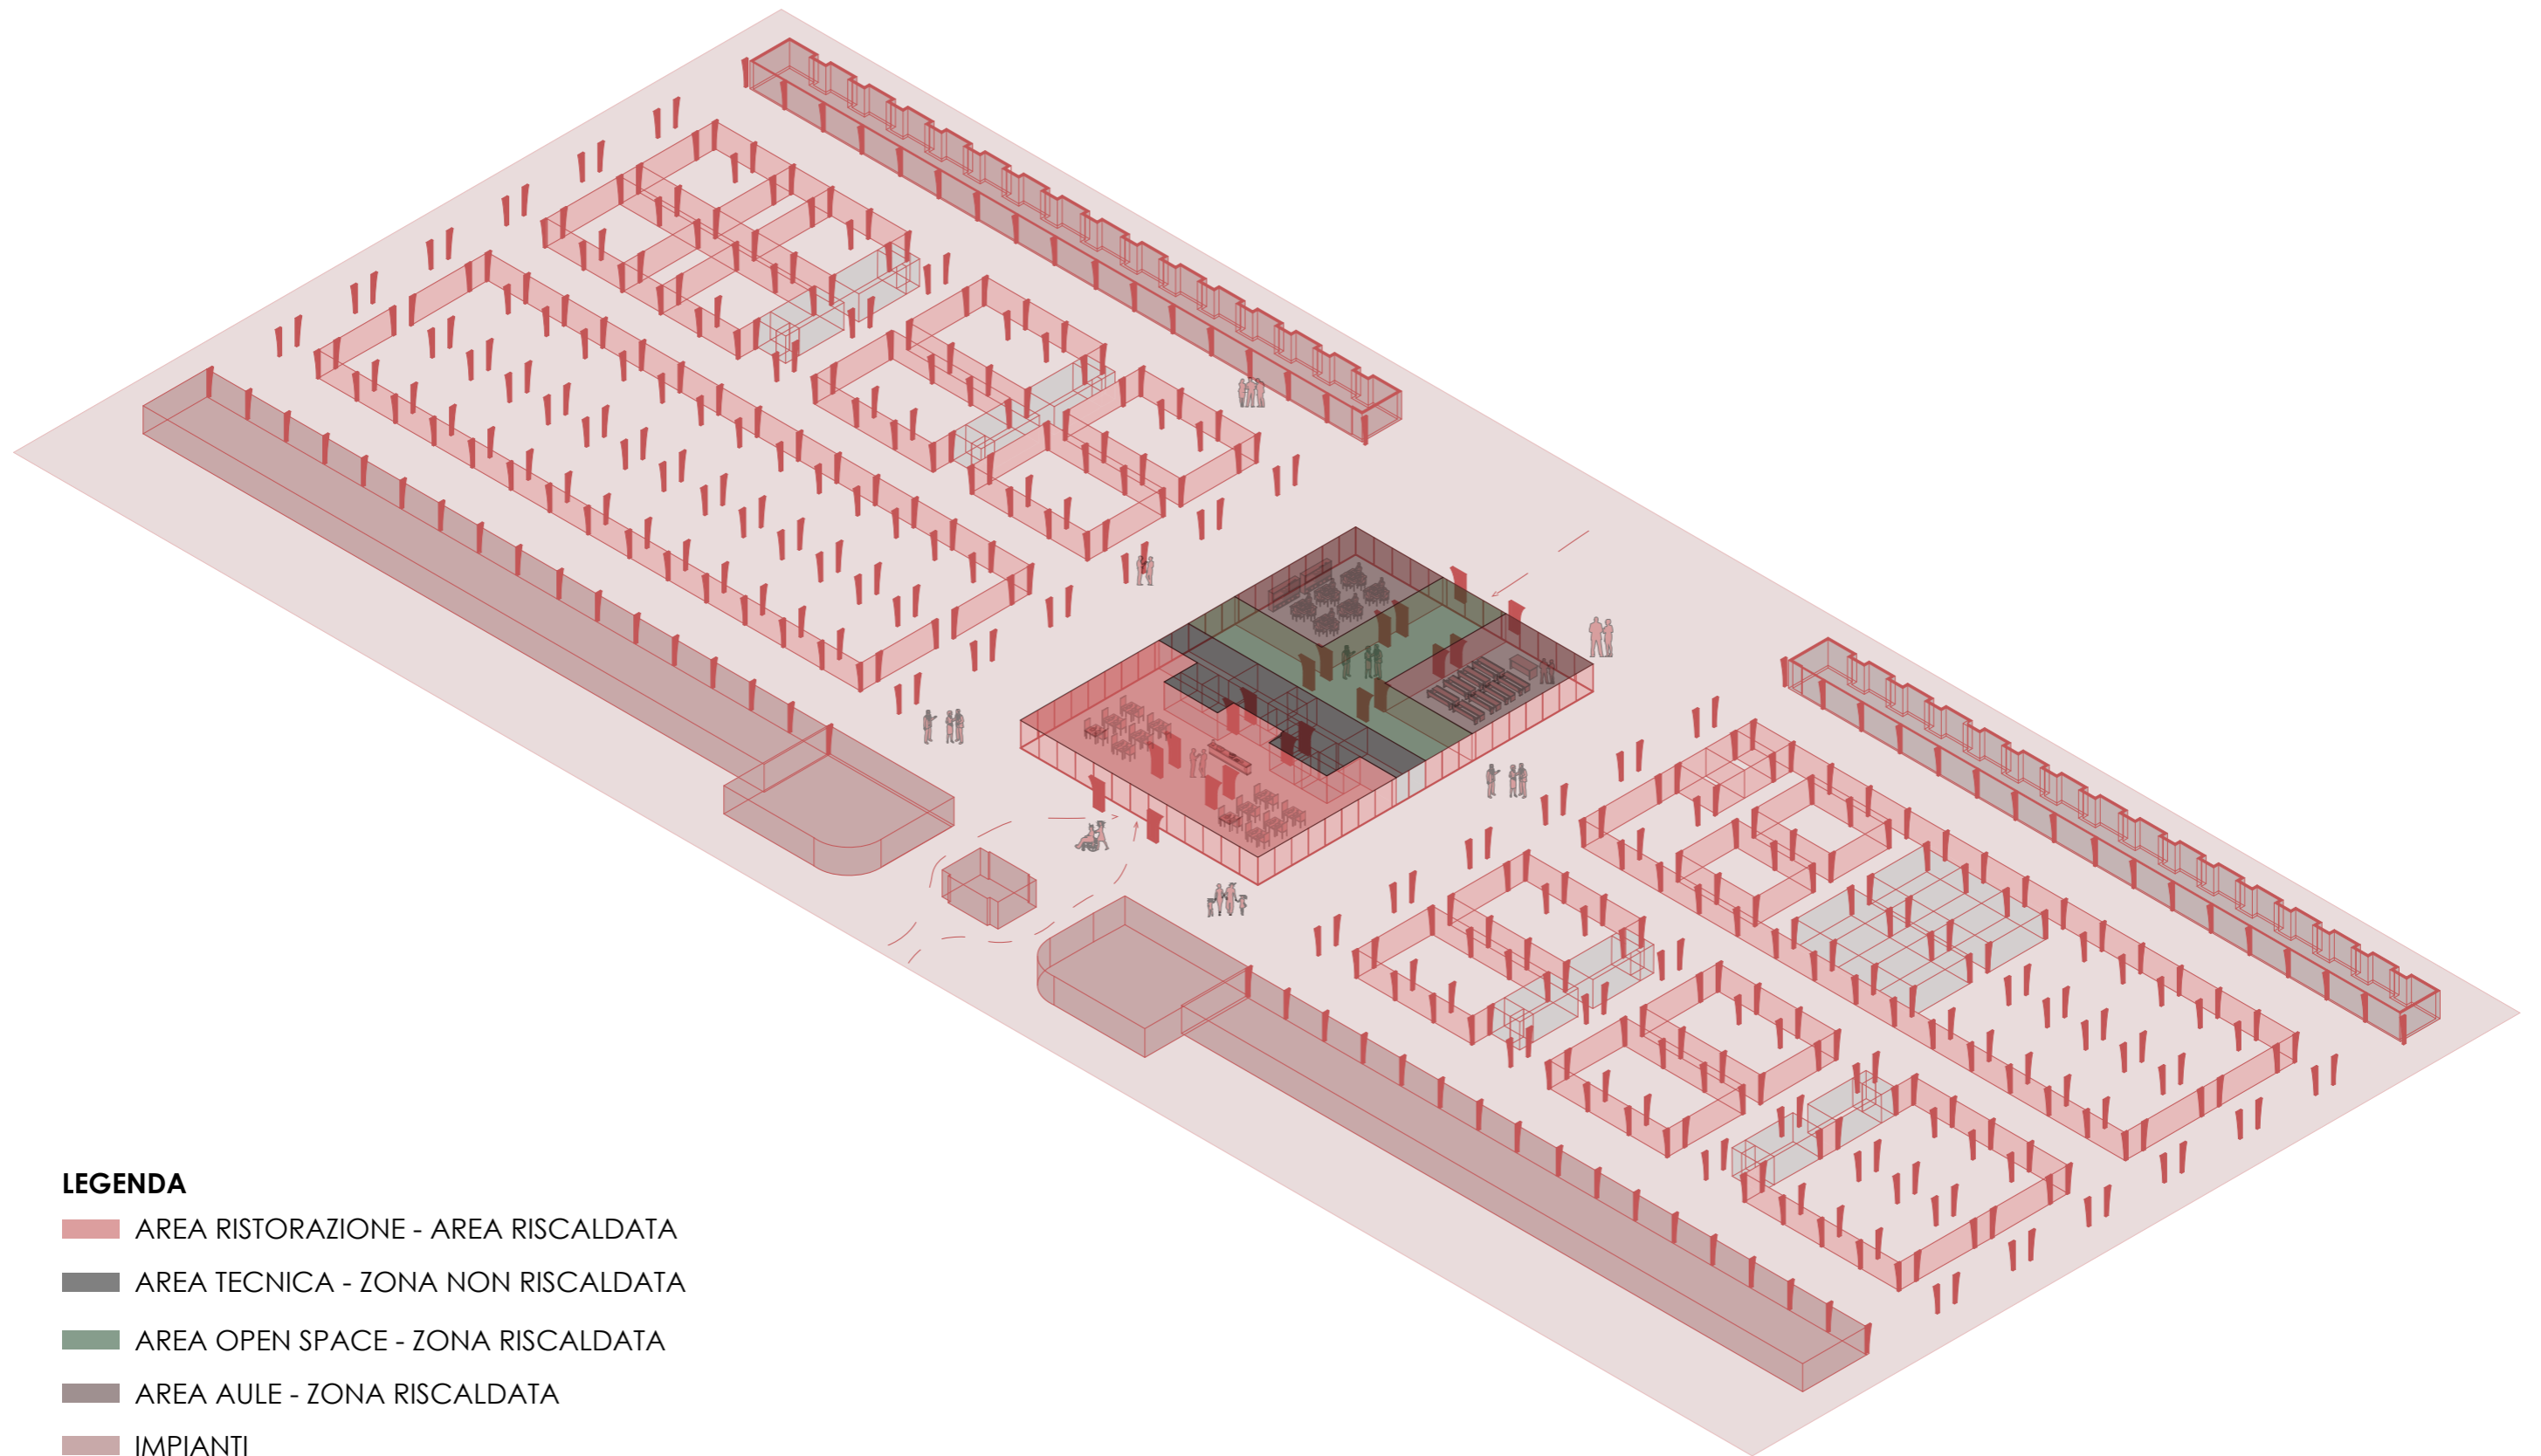 LEGENDA
AREA RISTORAZIONE - AREA RISCALDATA
AREA TECNICA - ZONA NON RISCALDATA
AREA OPEN SPACE - ZONA RISCALDATA
AREA AULE - ZONA RISCALDATA
IMPIANTI